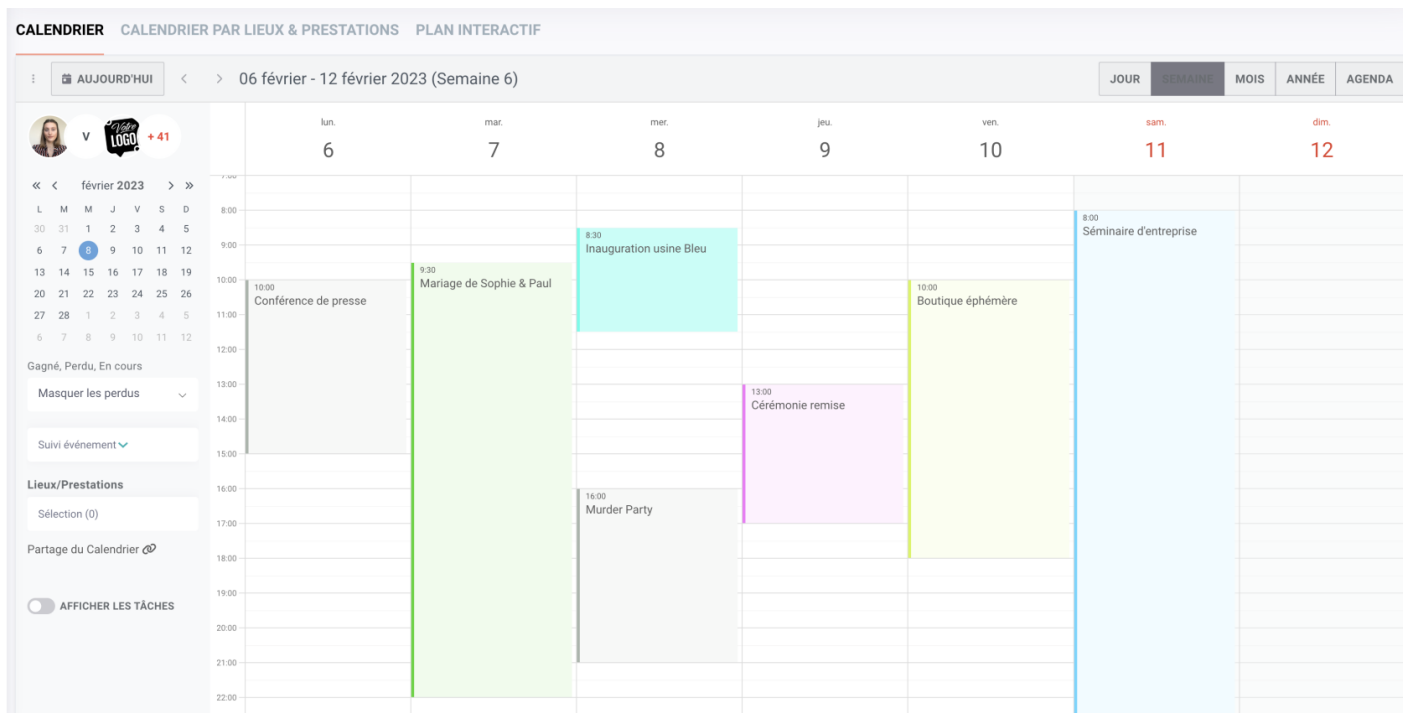 CALENDRIER CALENDRIER PAR LIEUX & PRESTATIONS PLAN INTERACTIF
AUJOURD'HUI 06 février - 12 février 2023 (Semaine 6) JOUR SEMAINE MOIS ANNÉE AGENDA
V Votre LOGO + 41
lun. mar. mer. jeu. ven. sam. dim.
6 7 8 9 10 11 12
février 2023
L M M J V S D
30 31 1 2 3 4 5
6 7 8 9 10 11 12
13 14 15 16 17 18 19
20 21 22 23 24 25 26
27 28 1 2 3 4 5
6 7 8 9 10 11 12
Gagné, Perdu, En cours
Masquer les perdus
Suivi événement
Lieux/Prestations
Sélection (0)
Partage du Calendrier
AFFICHER LES TÂCHES
8:00
9:00
10:00
11:00
12:00
13:00
14:00
15:00
16:00
17:00
18:00
19:00
20:00
21:00
22:00
10:00
Conférence de presse
9:30
Mariage de Sophie & Paul
8:30
Inauguration usine Bleu
16:00
Murder Party
13:00
Cérémonie remise
10:00
Boutique éphémère
8:00
Séminaire d'entreprise